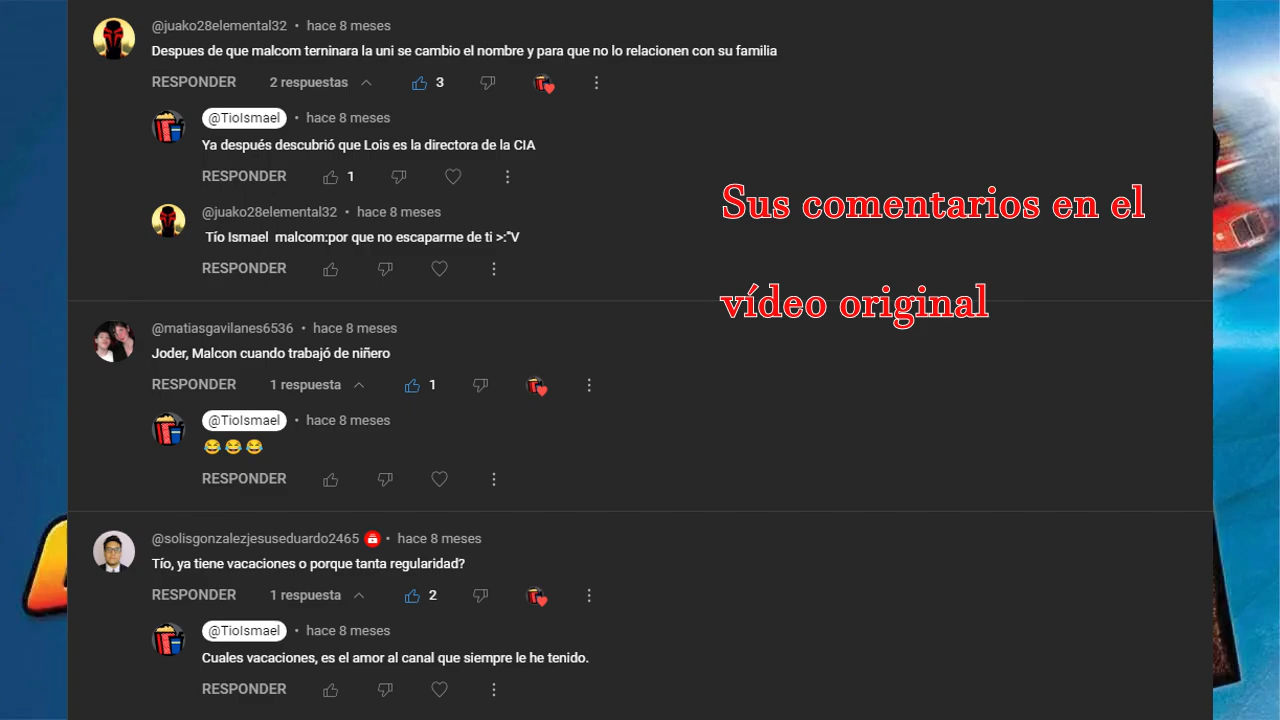 @juako28elemental32 • hace 8 meses
Despues de que malcom terninara la uni se cambio el nombre y para que no lo relacionen con su familia
RESPONDER 2 respuestas 3
@TioIsmael • hace 8 meses
Ya después descubrió que Lois es la directora de la CIA
RESPONDER 1
@juako28elemental32 • hace 8 meses
Tío Ismael malcom:por que no escaparme de ti >:"V
RESPONDER
Sus comentarios en el
vídeo original
@matiasgavilanes6536 • hace 8 meses
Joder, Malcon cuando trabajó de niñero
RESPONDER 1 respuesta 1
@TioIsmael • hace 8 meses
😂😂😂
RESPONDER
@solisgonzalezjesuseduardo2465 • hace 8 meses
Tío, ya tiene vacaciones o porque tanta regularidad?
RESPONDER 1 respuesta 2
@TioIsmael • hace 8 meses
Cuales vacaciones, es el amor al canal que siempre le he tenido.
RESPONDER